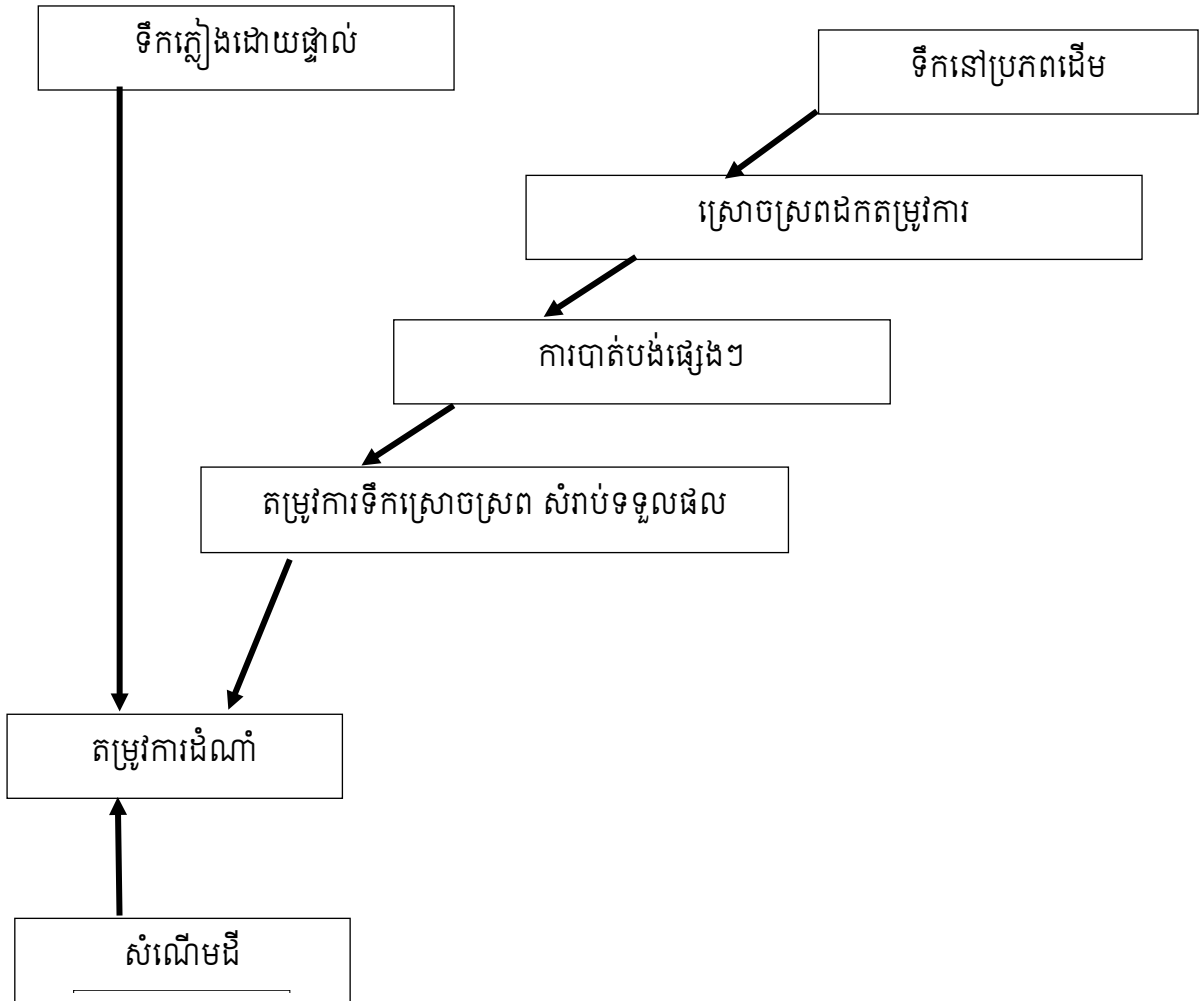 ទឹកភ្លៀងដោយផ្ទាល់
ទឹកនៅប្រភពដើម
ស្រោចស្រពដកតម្រូវការ
ការបាត់បង់ផ្សេងៗ
តម្រូវការទឹកស្រោចស្រព សំរាប់ទទួលផល
តម្រូវការដំណាំ
សំណើមដី